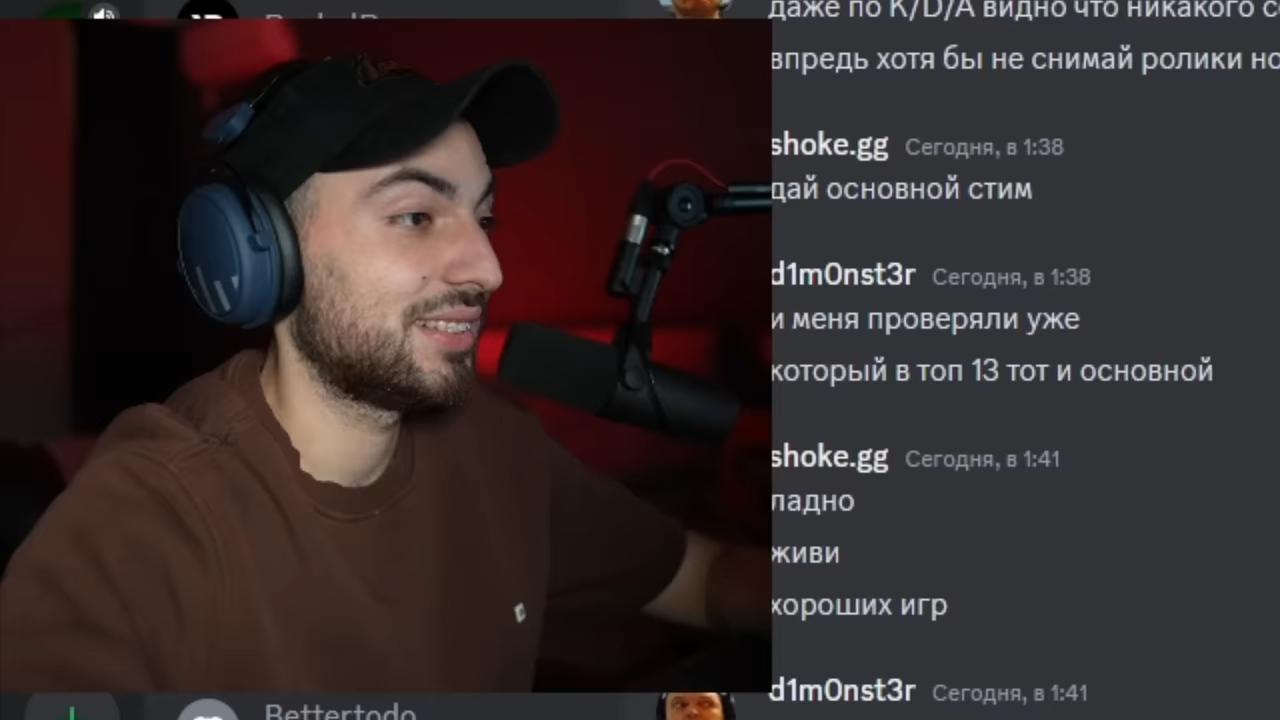 даже по K/D/A видно что никакого
впредь хотя бы не снимай ролики
shoke.gg Сегодня, в 1:38
дай основной стим
d1m0nst3r Сегодня, в 1:38
и меня проверяли уже
который в топ 13 тот и основной
shoke.gg Сегодня, в 1:41
ладно
живи
хороших игр
d1m0nst3r Сегодня, в 1:41
Bettertodo